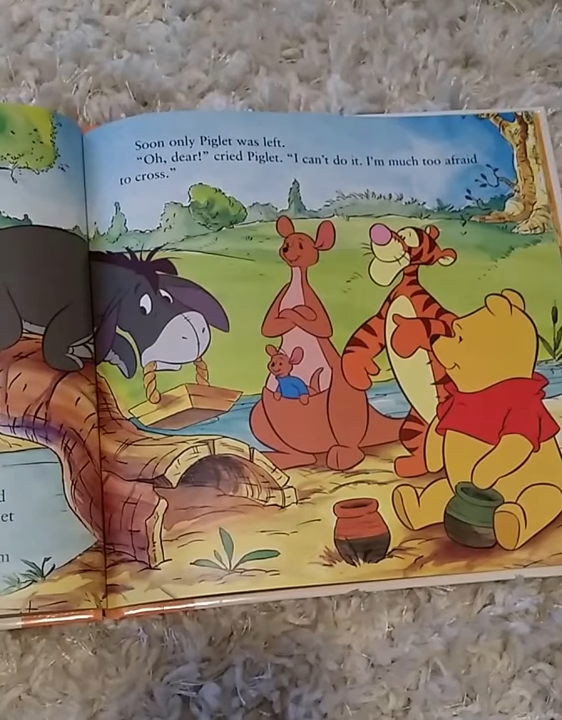 Soon only Piglet was left.
"Oh, dear!" cried Piglet. "I can't do it. I'm much too afraid
to cross."